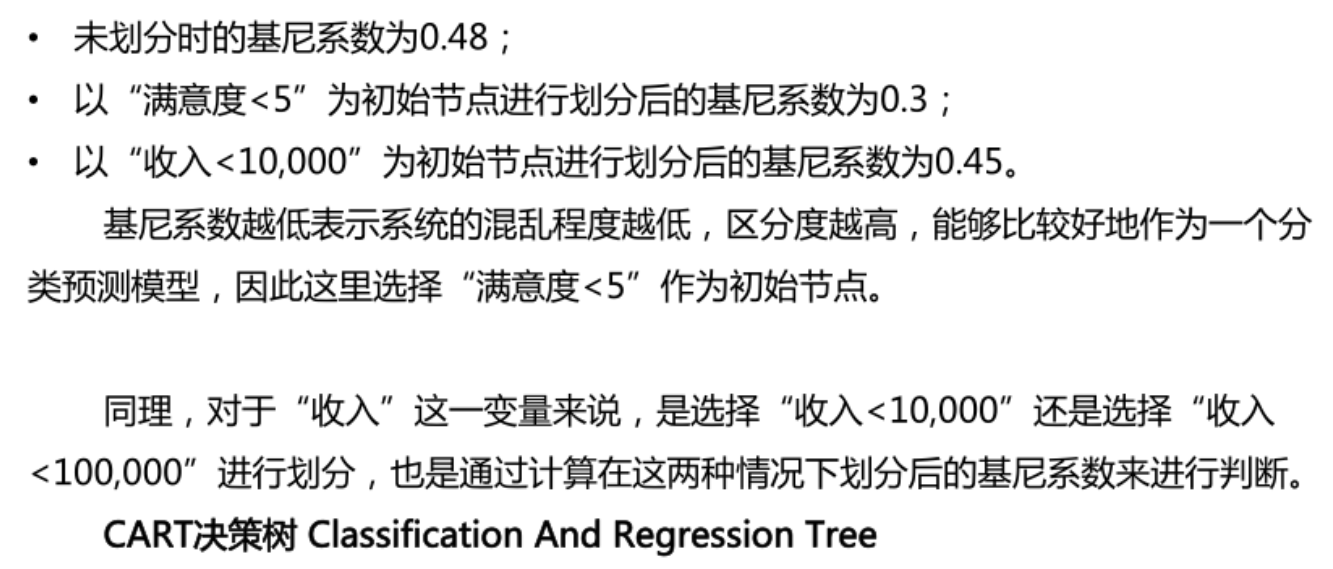 • 未划分时的基尼系数为0.48；
• 以“满意度<5”为初始节点进行划分后的基尼系数为0.3；
• 以“收入<10,000”为初始节点进行划分后的基尼系数为0.45。
基尼系数越低表示系统的混乱程度越低，区分度越高，能够比较好地作为一个分
类预测模型，因此这里选择“满意度<5”作为初始节点。
同理，对于“收入”这一变量来说，是选择“收入<10,000”还是选择“收入
<100,000”进行划分，也是通过计算在这两种情况下划分后的基尼系数来进行判断。
CART决策树 Classification And Regression Tree